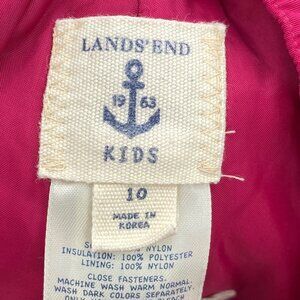 LANDS' END
19 63
KIDS
10
MADE IN
KOREA
NYLON
INSULATION: 100% POLYESTER
LINING: 100% NYLON
CLOSE FASTENERS.
MACHINE WASH WARM NORMAL.
WASH DARK COLORS SEPARATELY.